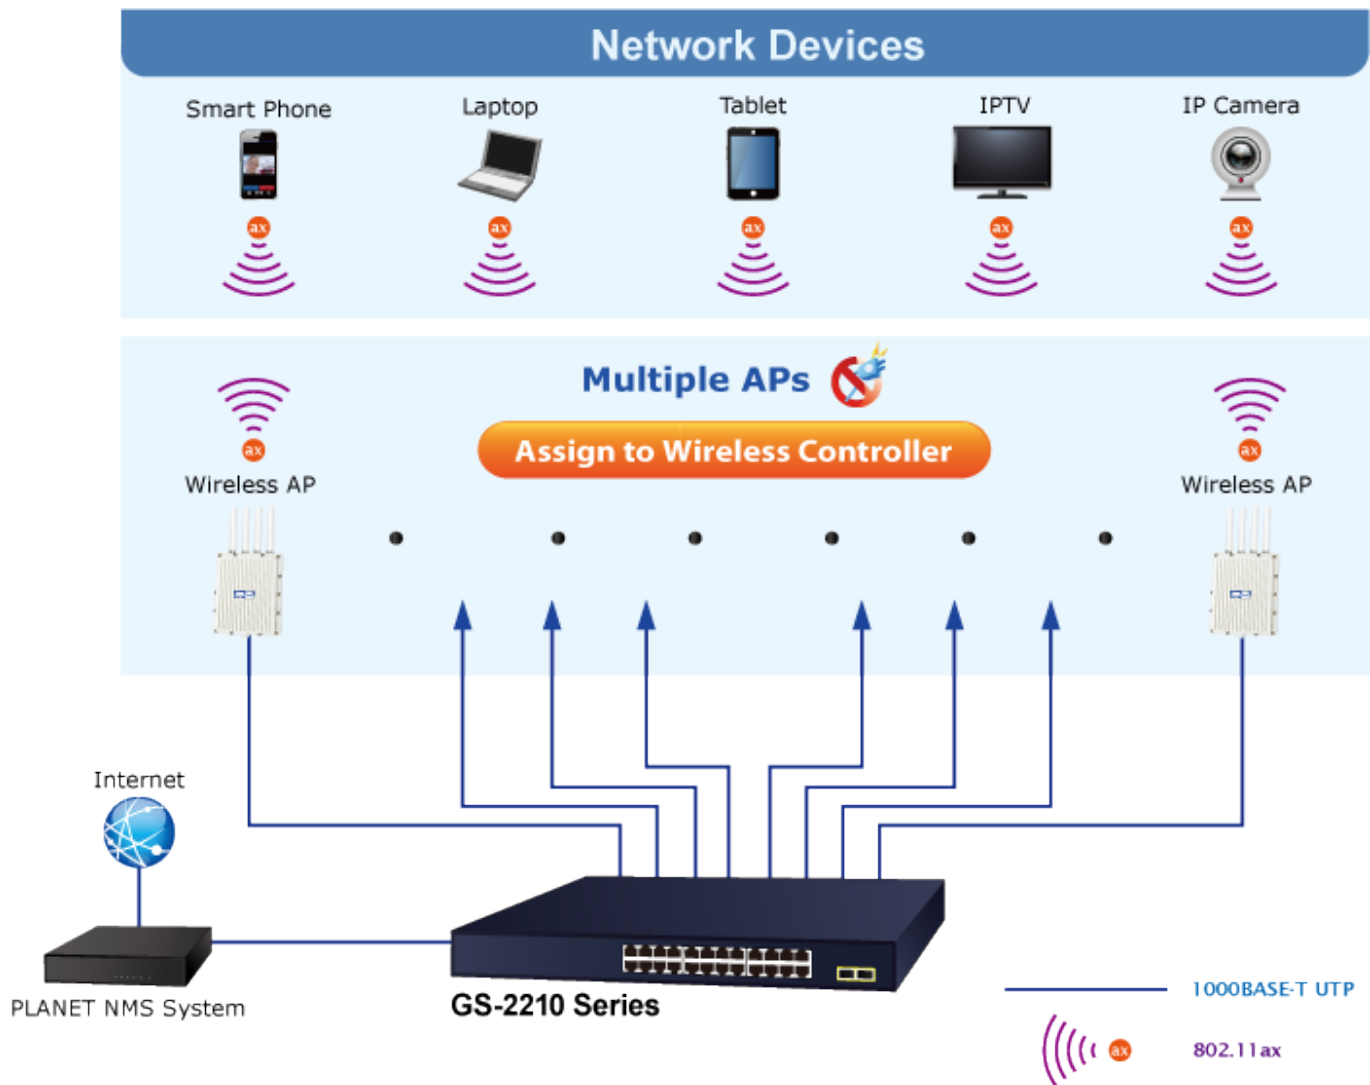 Network Devices
Smart Phone
Laptop
Tablet
IPTV
IP Camera
ax
ax
ax
ax
ax
Multiple APs
Assign to Wireless Controller
ax
ax
Wireless AP
Wireless AP
Internet
PLANET NMS System
GS-2210 Series
1000BASE-T UTP
ax
802.11ax